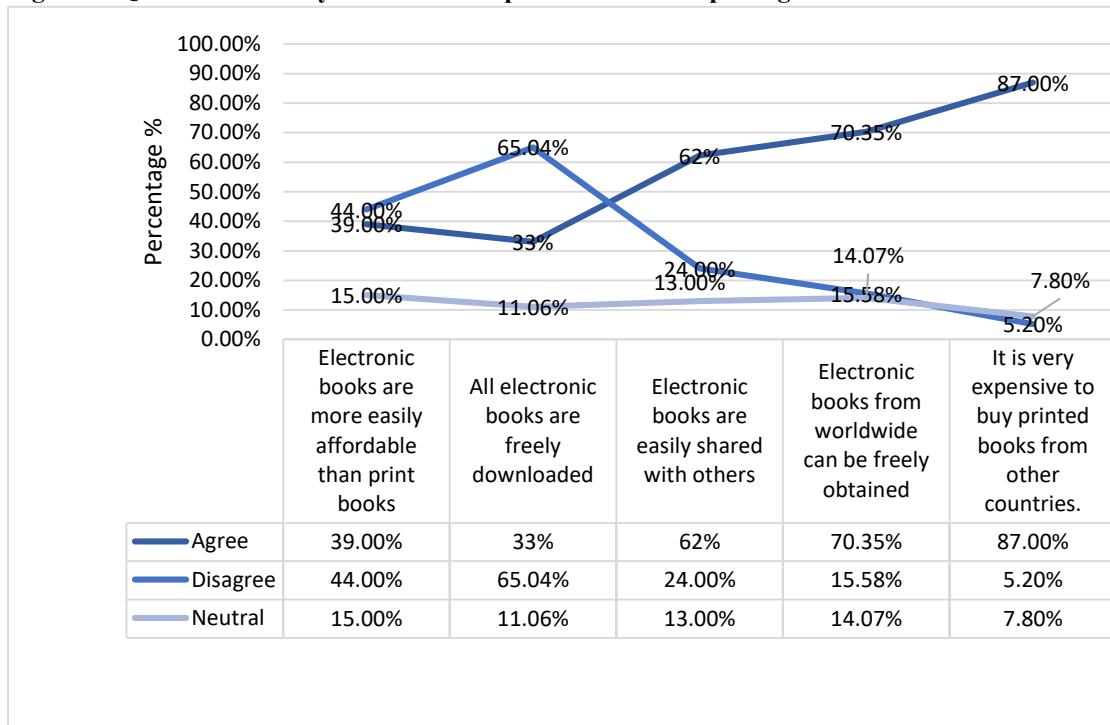 100.00%
90.00%
80.00%
70.00%
60.00%
50.00%
40.00%
30.00%
20.00%
10.00%
0.00%
Percentage %
87.00%
70.35%
65.04%
62%
44.00%
39.00%
33%
24.00%
13.00%
14.07%
7.80%
15.00%
11.06%
15.58%
5.20%
Electronic
books are
more easily
affordable
than print
books
All electronic
books are
freely
downloaded
Electronic
books are
easily shared
with others
Electronic
books from
worldwide
can be freely
obtained
It is very
expensive to
buy printed
books from
other
countries.
Agree 39.00% 33% 62% 70.35% 87.00%
Disagree 44.00% 65.04% 24.00% 15.58% 5.20%
Neutral 15.00% 11.06% 13.00% 14.07% 7.80%